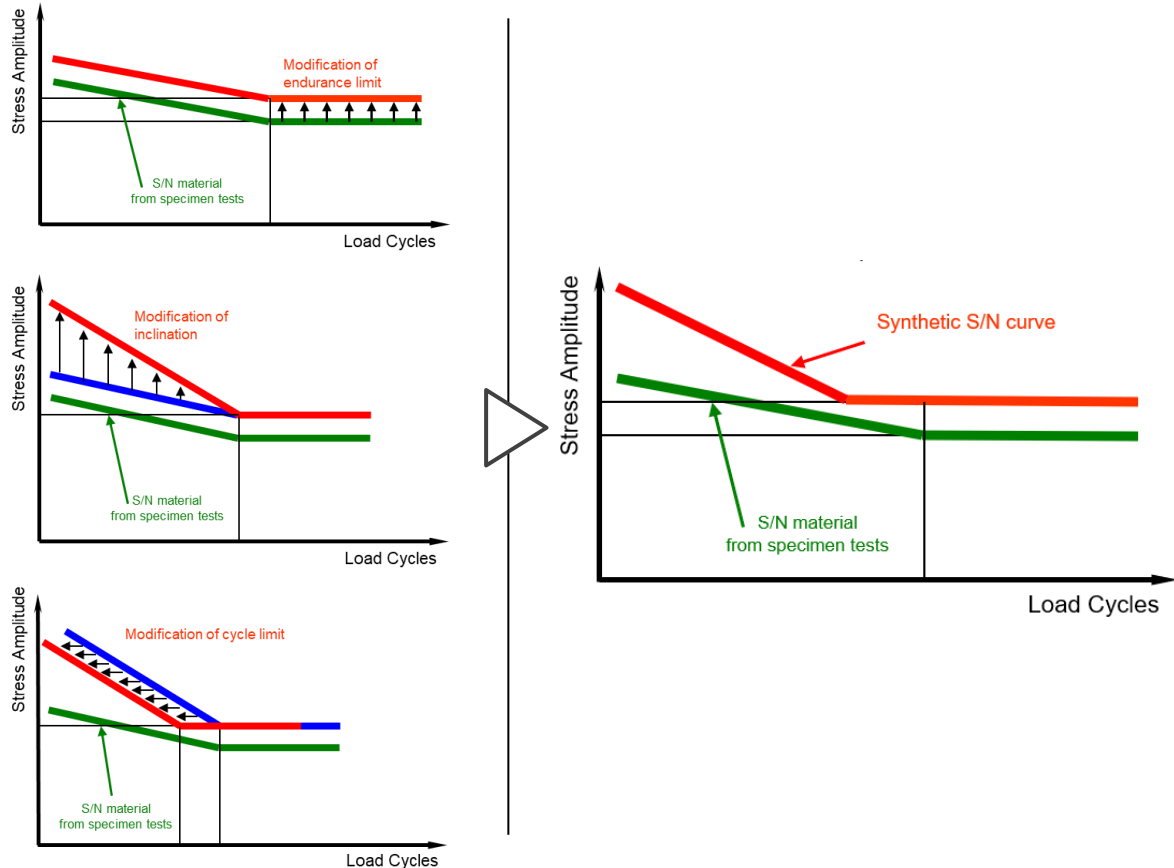 Stress Amplitude
Modification of
endurance limit
S/N material
from specimen tests
Load Cycles
Stress Amplitude
Modification of
inclination
S/N material
from specimen tests
Load Cycles
Stress Amplitude
Modification of cycle limit
S/N material
from specimen tests
Load Cycles
Stress Amplitude
Synthetic S/N curve
S/N material
from specimen tests
Load Cycles